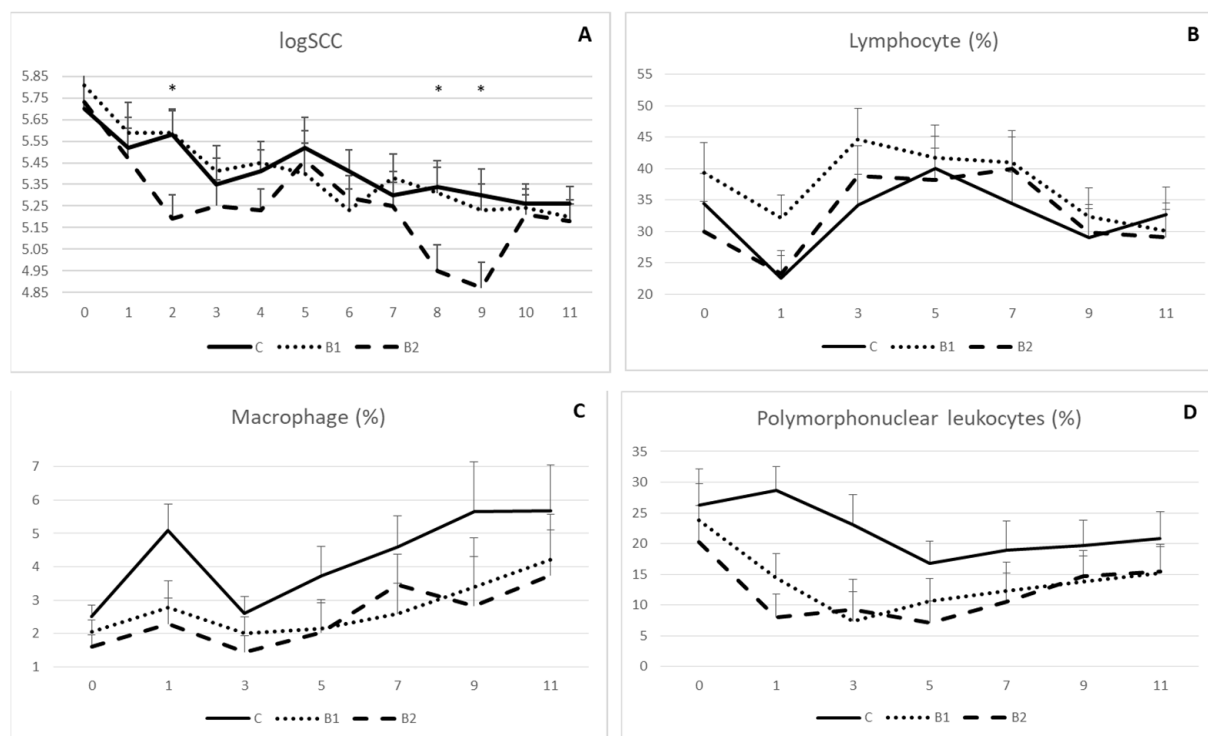 logSCC
A
5.85
5.75
5.65
5.55
5.45
5.35
5.25
5.15
5.05
4.95
4.85
* * *
0 1 2 3 4 5 6 7 8 9 10 11
C B1 B2
Lymphocyte (%)
B
50
45
40
35
30
25
20
0 1 3 5 7 9 11
C B1 B2
Macrophage (%)
C
7
6
5
4
3
2
1
0 1 3 5 7 9 11
C B1 B2
Polymorphonuclear leukocytes (%)
D
35
30
25
20
15
10
5
0
0 1 3 5 7 9 11
C B1 B2